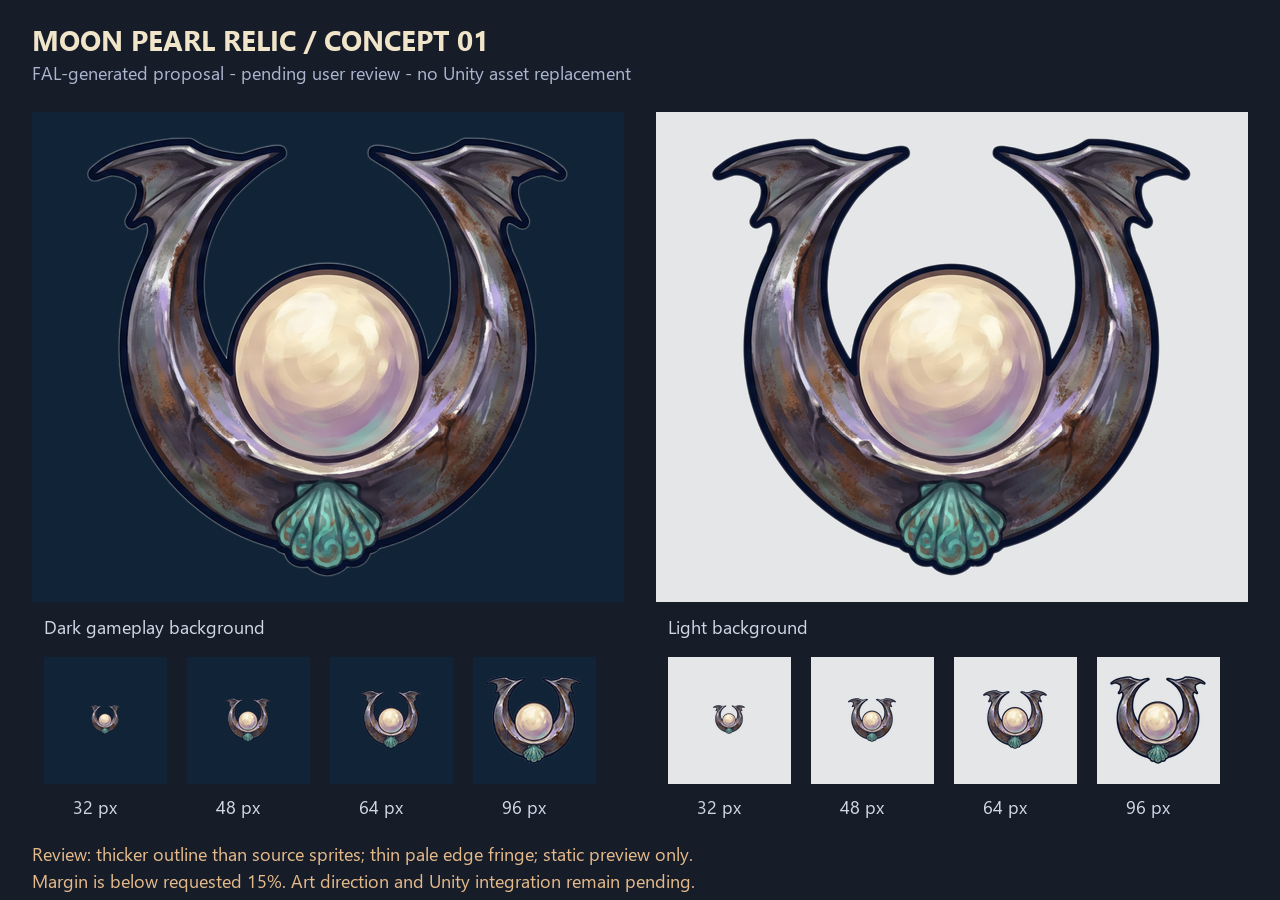 MOON PEARL RELIC / CONCEPT 01
FAL-generated proposal - pending user review - no Unity asset replacement
Dark gameplay background
Light background
32 px
48 px
64 px
96 px
32 px
48 px
64 px
96 px
Review: thicker outline than source sprites; thin pale edge fringe; static preview only.
Margin is below requested 15%. Art direction and Unity integration remain pending.